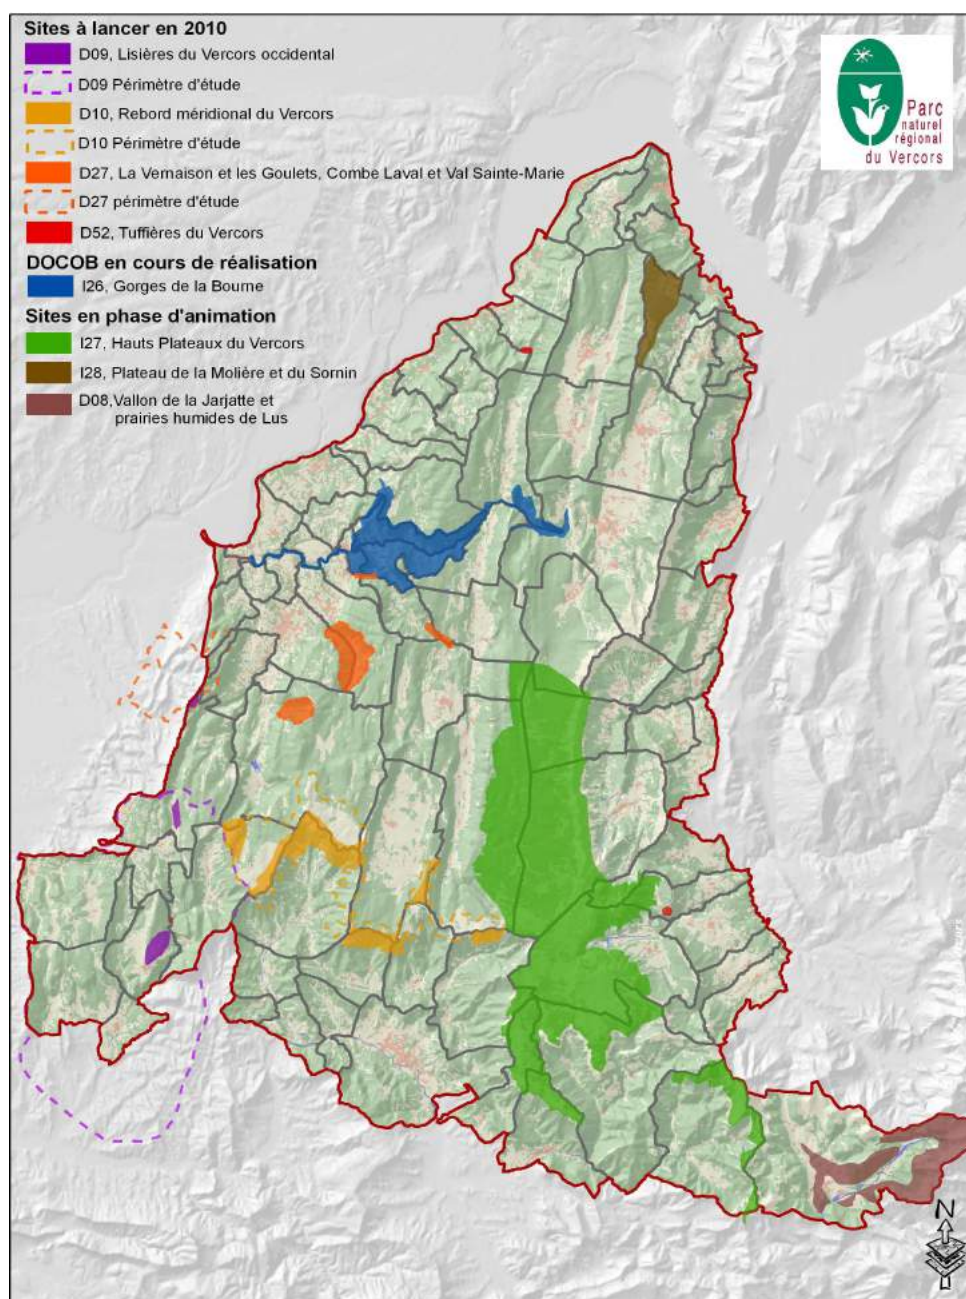 Sites à lancer en 2010
D09, Lisières du Vercors occidental
D09 Périmètre d'étude
D10, Rebord méridional du Vercors
D10 Périmètre d'étude
D27, La Vernaison et les Goulets, Combe Laval et Val Sainte-Marie
D27 périmètre d'étude
D52, Tuffières du Vercors
DOCOB en cours de réalisation
I26, Gorges de la Bourne
Sites en phase d'animation
I27, Hauts Plateaux du Vercors
I28, Plateau de la Molière et du Sornin
D08,Vallon de la Jarjatte et
prairies humides de Lus
Parc
naturel
régional
du Vercors
N